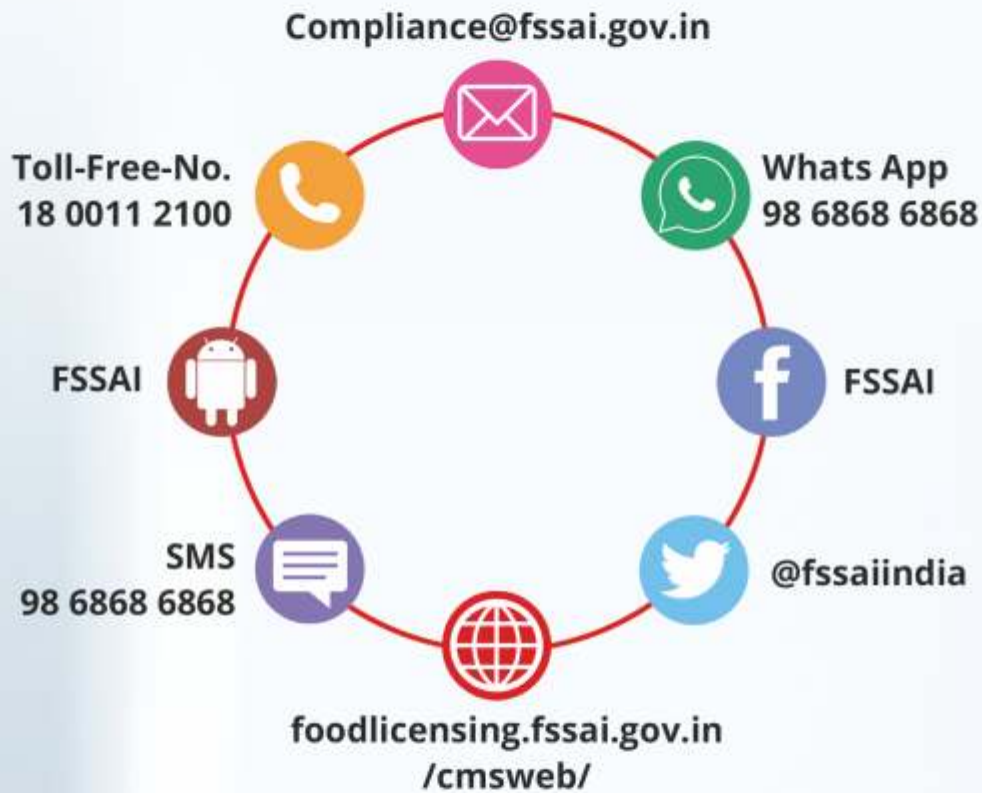 Compliance@fssai.gov.in
Toll-Free-No.
18 0011 2100
Whats App
98 6868 6868
FSSAI
FSSAI
SMS
98 6868 6868
@fssaiindia
foodlicensing.fssai.gov.in
/cmsweb/